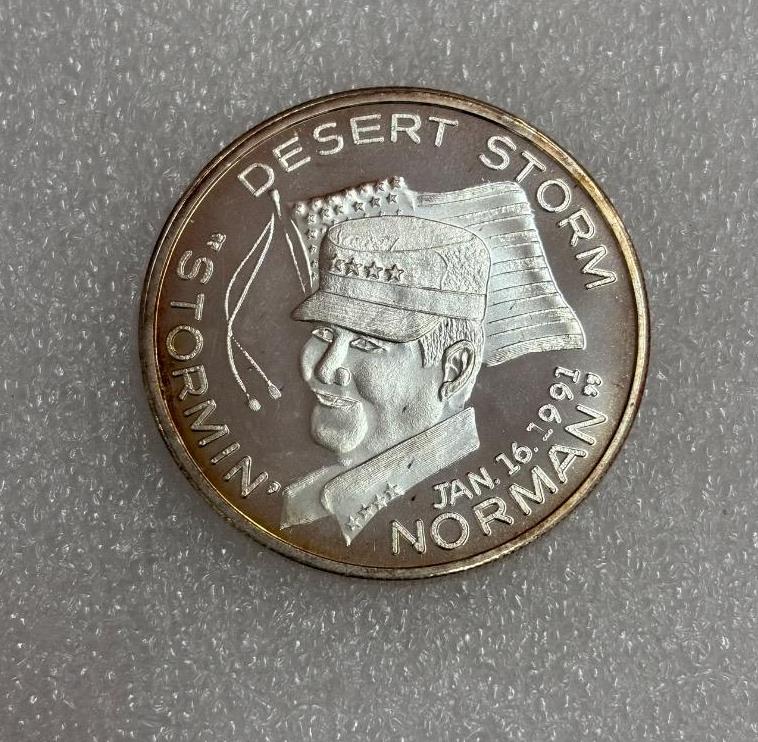 DESERT STORM
"STORMIN'
NORMAN"
JAN. 16. 1991